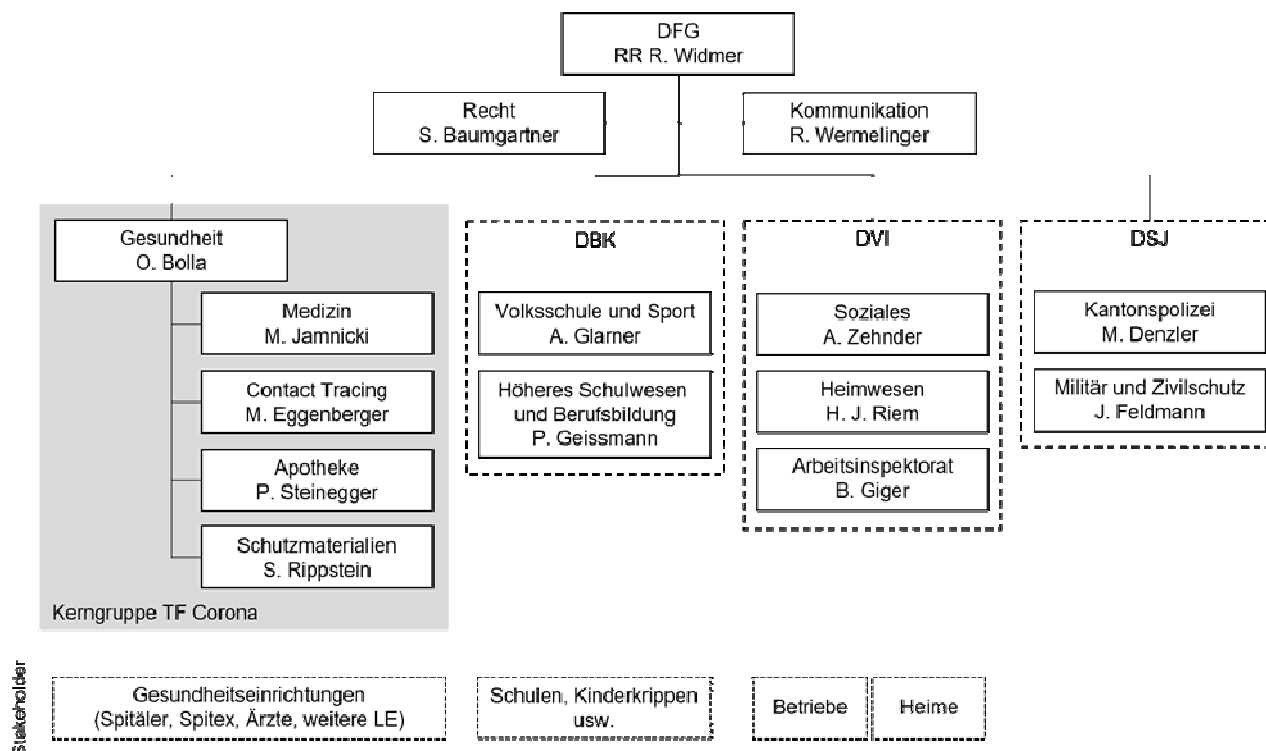 DFG
RR R. Widmer
Recht
S. Baumgartner
Kommunikation
R. Wermelinger
Gesundheit
O. Bolla
Medizin
M. Jamnicki
Contact Tracing
M. Eggenberger
Apotheke
P. Steinegger
Schutzmaterialien
S. Rippstein
Kerngruppe TF Corona
DBK
Volksschule und Sport
A. Glarner
Höheres Schulwesen
und Berufsbildung
P. Geissmann
DVI
Soziales
A. Zehnder
Heimwesen
H. J. Riem
Arbeitsinspektorat
B. Giger
DSJ
Kantonspolizei
M. Denzler
Militär und Zivilschutz
J. Feldmann
Stakeholder
Gesundheitseinrichtungen
(Spitäler, Spitex, Ärzte, weitere LE)
Schulen, Kinderkrippen
usw.
Betriebe
Heime